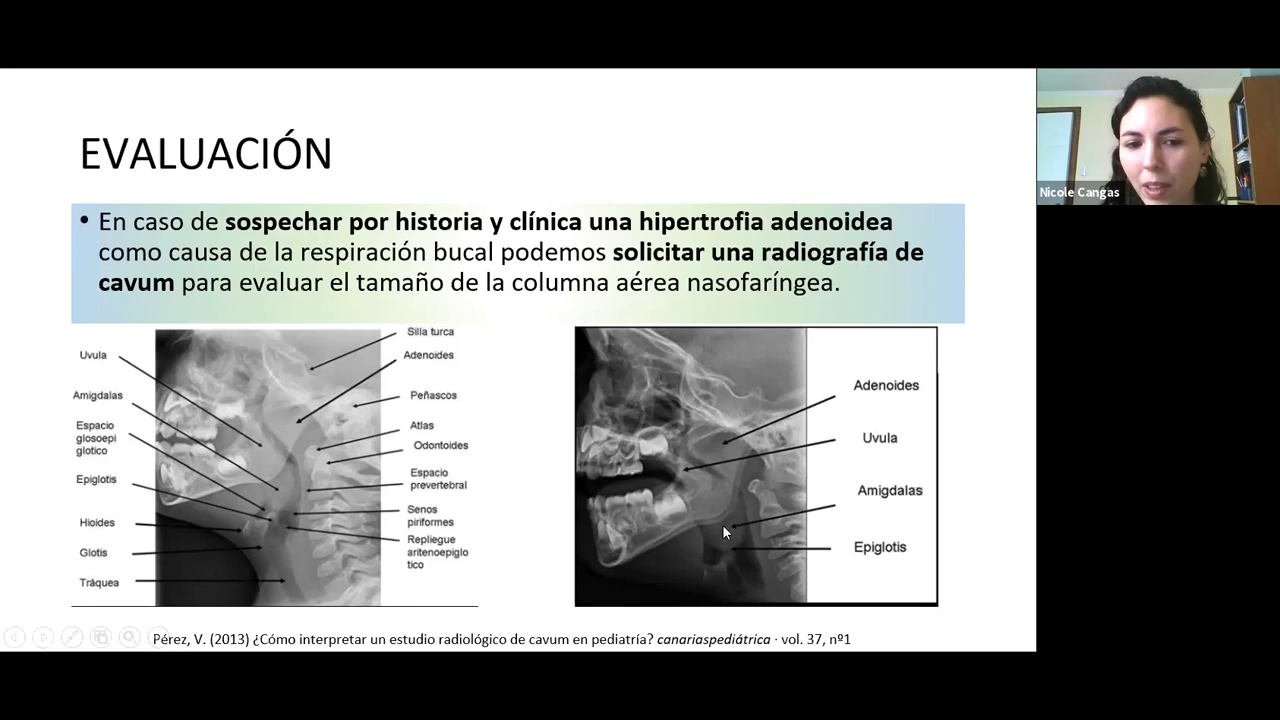 EVALUACIÓN
• En caso de sospechar por historia y clínica una hipertrofia adenoidea
como causa de la respiración bucal podemos solicitar una radiografía de
cavum para evaluar el tamaño de la columna aérea nasofaríngea.
Uvula
Amigdalas
Espacio
glosoepi
glotico
Epiglotis
Hioides
Glotis
Tráquea
Silla turca
Adenoides
Peñascos
Atlas
Odontoides
Espacio
prevertebral
Senos
piriformes
Repliegue
aritenoepiglo
tico
Adenoides
Uvula
Amigdalas
Epiglotis
Pérez, V. (2013) ¿Cómo interpretar un estudio radiológico de cavum en pediatría? canariaspediátrica · vol. 37, nº1
Nicole Cangas